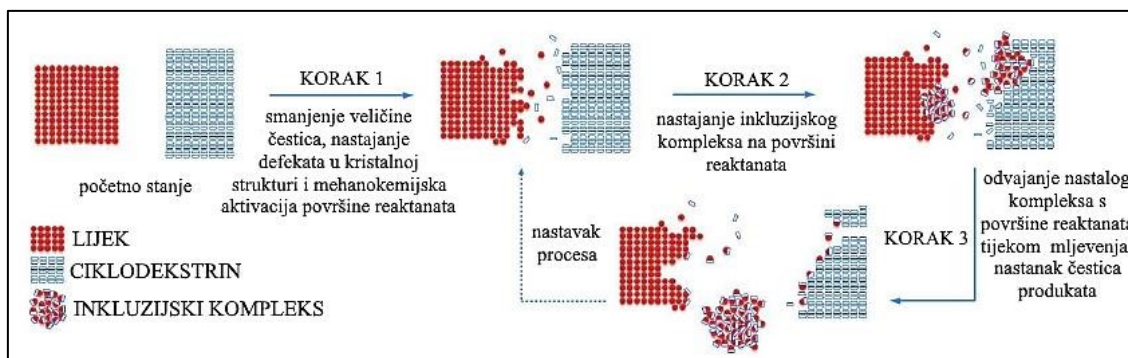 KORAK 1
smanjenje veličine
čestica, nastajanje
defekata u kristalnoj
strukturi i mehanokemijska
aktivacija površine reaktanata
KORAK 2
nastajanje inkluzijskog
kompleksa na površini
reaktanata
početno stanje
odvajanje nastalog
kompleksa s
površine reaktanata
tijekom mljevenja,
nastanak čestica
produkata
KORAK 3
nastavak
procesa
LIJEK
CIKLODEKSTRIN
INKLUZIJSKI KOMPLEKS